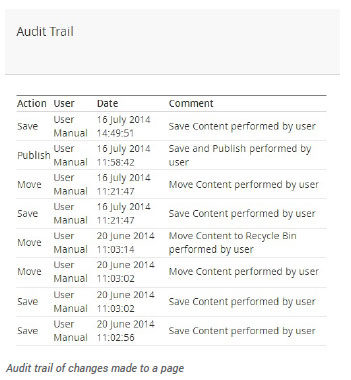 Audit Trail
Action User Date Comment
Save User Manual 16 July 2014 14:49:51 Save Content performed by user
Publish User Manual 16 July 2014 11:58:42 Save and Publish performed by user
Move User Manual 16 July 2014 11:21:47 Move Content performed by user
Save User Manual 16 July 2014 11:21:47 Save Content performed by user
Move User Manual 20 June 2014 11:03:14 Move Content to Recycle Bin performed by user
Move User Manual 20 June 2014 11:03:02 Move Content performed by user
Save User Manual 20 June 2014 11:03:02 Save Content performed by user
Save User Manual 20 June 2014 11:02:56 Save Content performed by user
Audit trail of changes made to a page